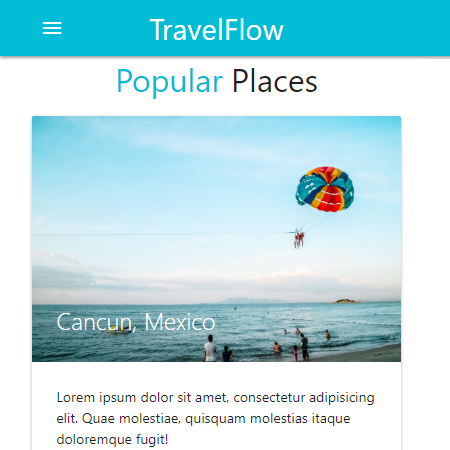 TravelFlow
Popular Places
Cancun, Mexico
Lorem ipsum dolor sit amet, consectetur adipisicing
elit. Quae molestiae, quisquam molestias itaque
doloremque fugit!